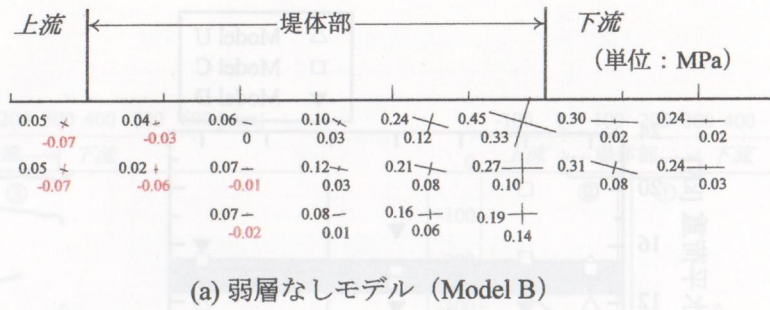 上流 堤体部 下流
(単位：MPa)
0.05 0.04 0.06 0.10 0.24 0.45 0.30 0.24
-0.07 -0.03 0 0.03 0.12 0.33 0.02 0.02
0.05 0.02 0.07 0.12 0.21 0.27 0.31 0.24
-0.07 -0.06 -0.01 0.03 0.08 0.10 0.08 0.03
0.07 0.08 0.16 0.19
-0.02 0.01 0.06 0.14
(a) 弱層なしモデル（Model B）